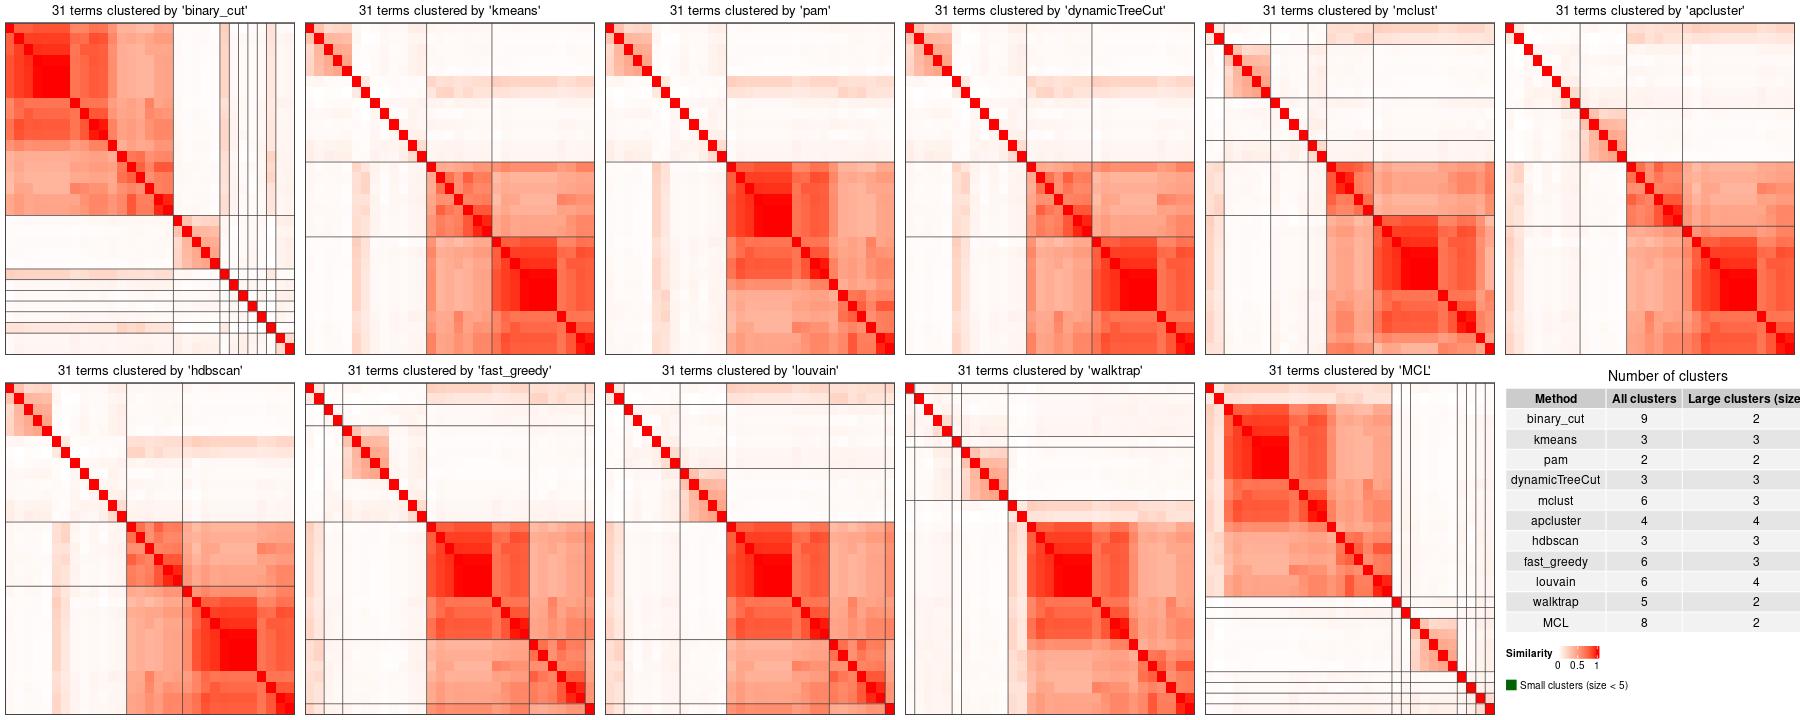 31 terms clustered by 'binary_cut'
31 terms clustered by 'kmeans'
31 terms clustered by 'pam'
31 terms clustered by 'dynamicTreeCut'
31 terms clustered by 'mclust'
31 terms clustered by 'apcluster'
31 terms clustered by 'hdbscan'
31 terms clustered by 'fast_greedy'
31 terms clustered by 'louvain'
31 terms clustered by 'walktrap'
31 terms clustered by 'MCL'
Number of clusters
Method All clusters Large clusters (size
binary_cut 9 2
kmeans 3 3
pam 2 2
dynamicTreeCut 3 3
mclust 6 3
apcluster 4 4
hdbscan 3 3
fast_greedy 6 3
louvain 6 4
walktrap 5 2
MCL 8 2
Similarity
0 0.5 1
Small clusters (size < 5)